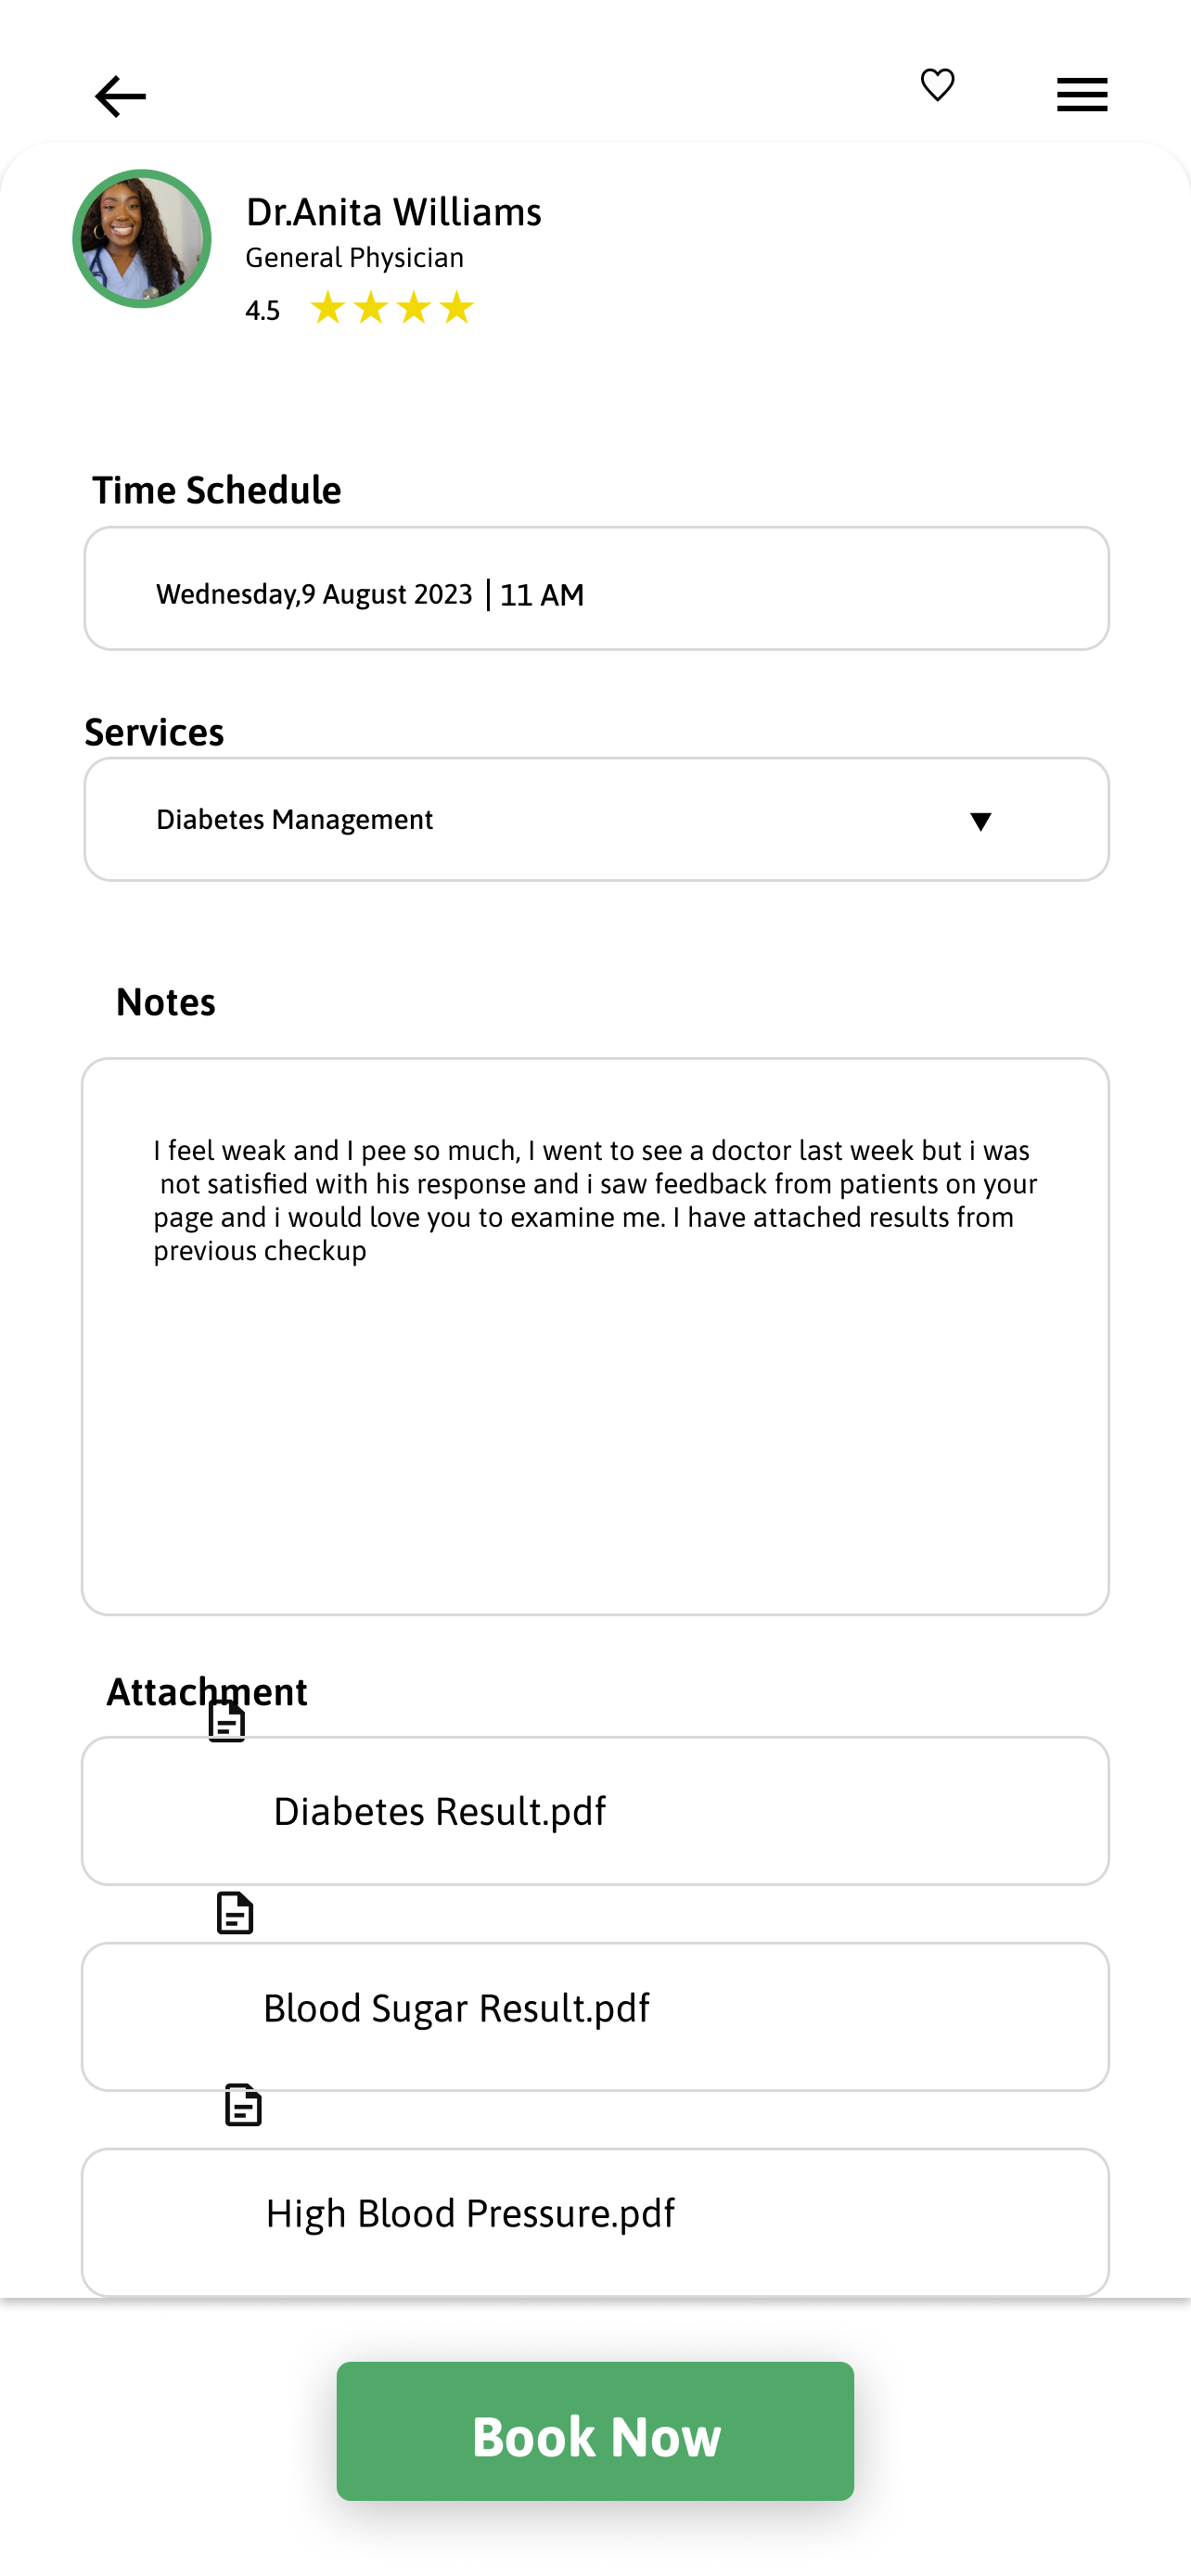 Dr.Anita Williams
General Physician
4.5
Time Schedule
Wednesday,9 August 2023 | 11 AM
Services
Diabetes Management
Notes
I feel weak and I pee so much, I went to see a doctor last week but i was
not satisfied with his response and i saw feedback from patients on your
page and i would love you to examine me. I have attached results from
previous checkup
Attachment
Diabetes Result.pdf
Blood Sugar Result.pdf
High Blood Pressure.pdf
Book Now